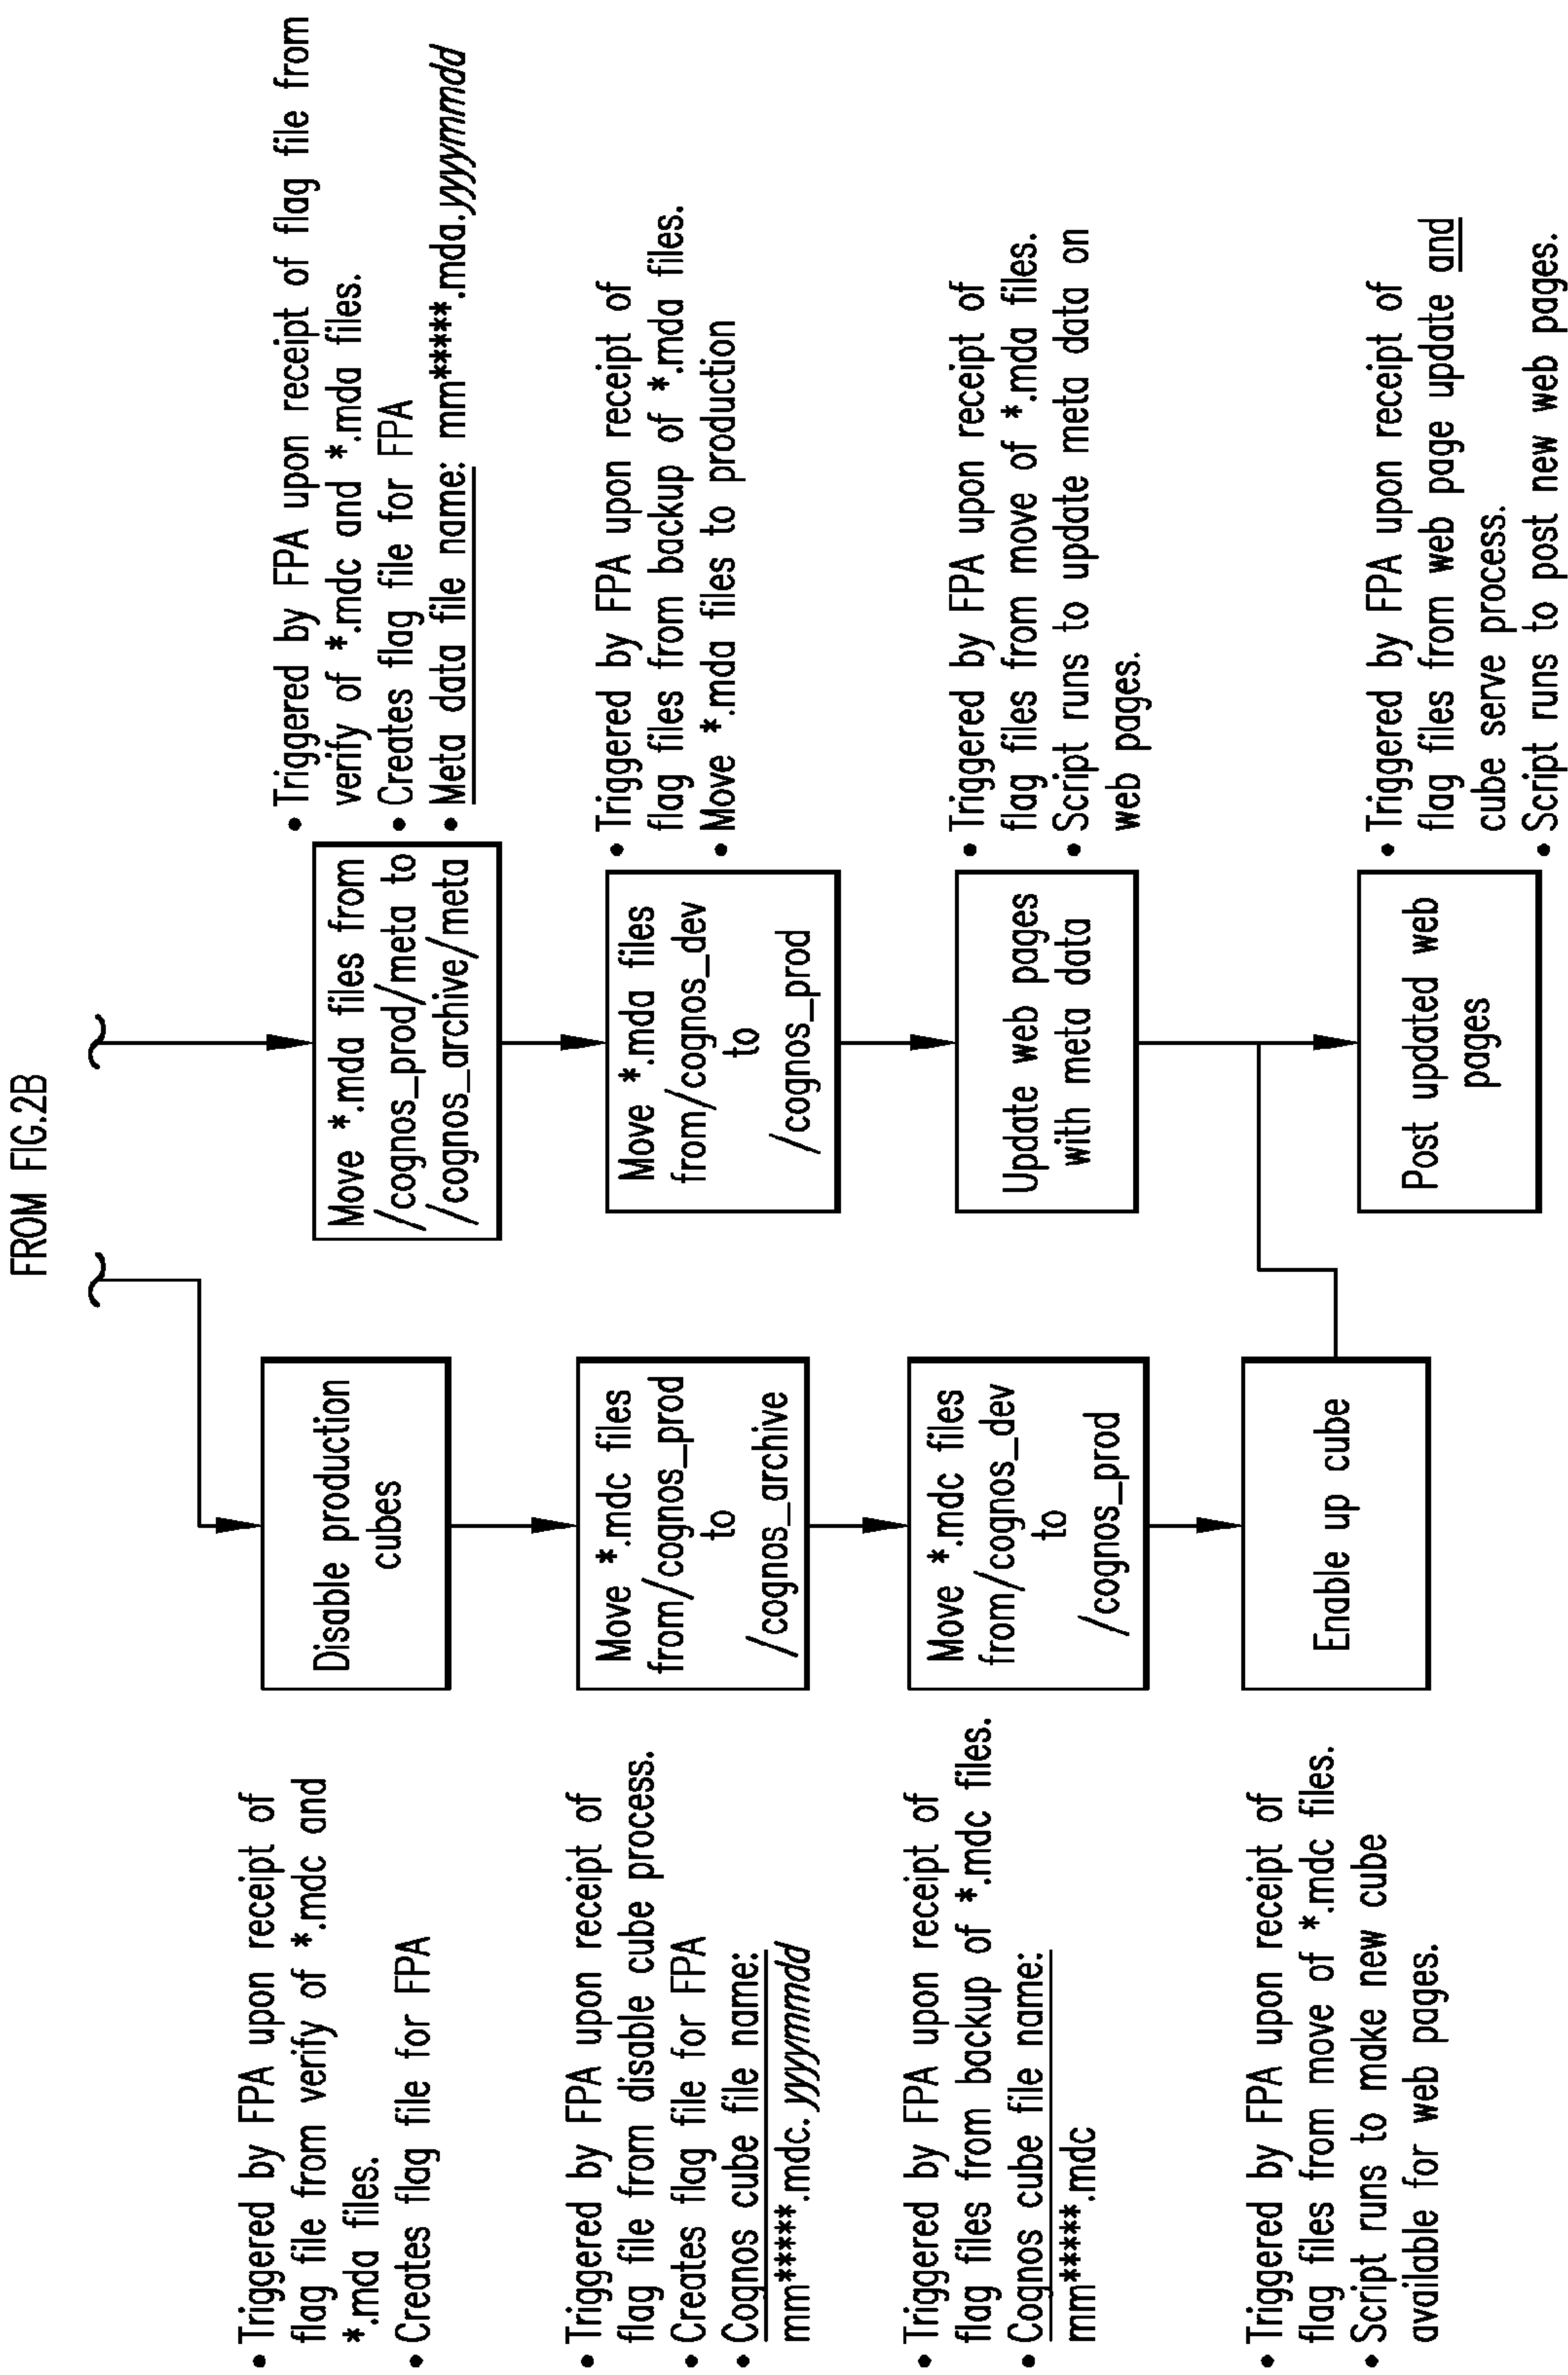 FROM FIG.2B
• Triggered by FPA upon receipt of
flag file from verify of *.mdc and
*.mda files.
• Creates flag file for FPA
Disable production
cubes
• Triggered by FPA upon receipt of
flag file from disable cube process.
• Creates flag file for FPA
• Cognos cube file name:
mm*****.mdc.yyyymmdd
Move *.mdc files
from/cognos_prod
to
/cognos_archive
• Triggered by FPA upon receipt of
flag files from backup of *.mdc files.
• Cognos cube file name:
mm*****.mdc
Move *.mdc files
from/cognos_dev
to
/cognos_prod
• Triggered by FPA upon receipt of
flag files from move of *.mdc files.
• Script runs to make new cube
available for web pages.
Enable up cube
Move *.mda files from
/cognos_prod/meta to
/cognos_archive/meta
• Triggered by FPA upon receipt of flag file from
verify of *.mdc and *.mda files.
• Creates flag file for FPA
• Meta data file name: mm*****.mda.yyyymmdd
Move *.mda files
from/cognos_dev
to
/cognos_prod
• Triggered by FPA upon receipt of
flag files from backup of *.mda files.
• Move *.mda files to production
Update web pages
with meta data
• Triggered by FPA upon receipt of
flag files from move of *.mda files.
• Script runs to update meta data on
web pages.
Post updated web
pages
• Triggered by FPA upon receipt of
flag files from web page update and
cube serve process.
• Script runs to post new web pages.